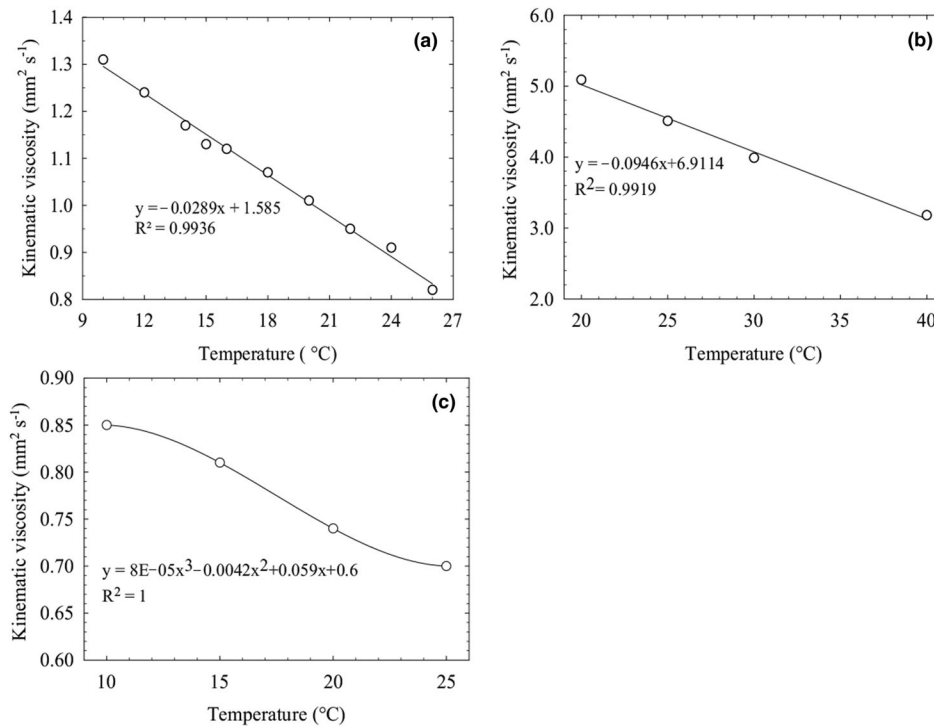 (a)
Kinematic viscosity (mm² s⁻¹)
1.4
1.3
1.2
1.1
1.0
0.9
0.8
y = −0.0289x + 1.585
R² = 0.9936
9 12 15 18 21 24 27
Temperature ( °C)
(b)
Kinematic viscosity (mm² s⁻¹)
6.0
5.0
4.0
3.0
2.0
y = −0.0946x+6.9114
R² = 0.9919
20 25 30 35 40
Temperature (°C)
(c)
Kinematic viscosity (mm² s⁻¹)
0.90
0.85
0.80
0.75
0.70
0.65
0.60
y = 8E−05x³−0.0042x²+0.059x+0.6
R² = 1
10 15 20 25
Temperature (°C)